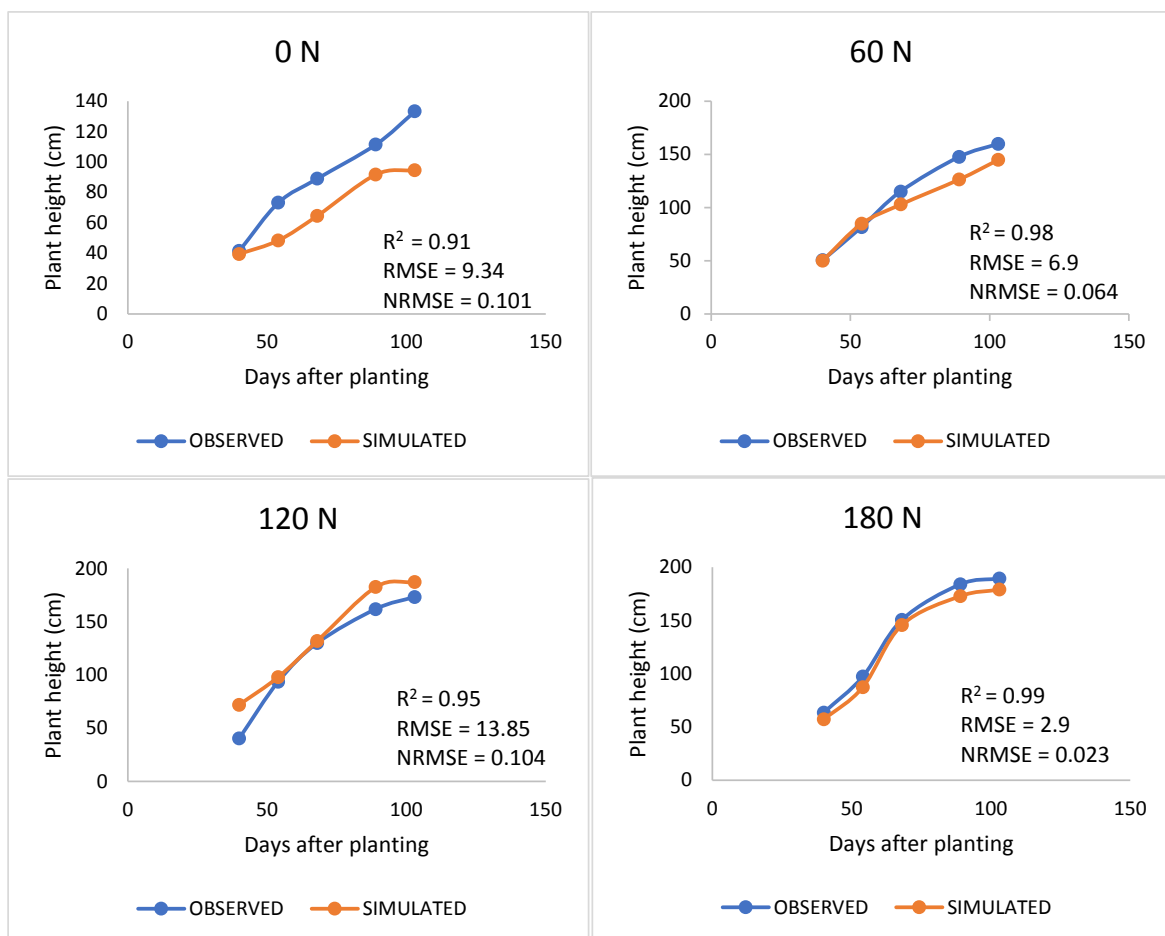 0 N
140
120
100
80
60
40
20
0
Plant height (cm)
0 50 100 150
Days after planting
R² = 0.91
RMSE = 9.34
NRMSE = 0.101
OBSERVED SIMULATED
60 N
200
150
100
50
0
Plant height (cm)
0 50 100 150
Days after planting
R² = 0.98
RMSE = 6.9
NRMSE = 0.064
OBSERVED SIMULATED
120 N
200
150
100
50
0
Plant height (cm)
0 50 100 150
Days after planting
R² = 0.95
RMSE = 13.85
NRMSE = 0.104
OBSERVED SIMULATED
180 N
200
150
100
50
0
Plant height (cm)
0 50 100 150
Days after planting
R² = 0.99
RMSE = 2.9
NRMSE = 0.023
OBSERVED SIMULATED